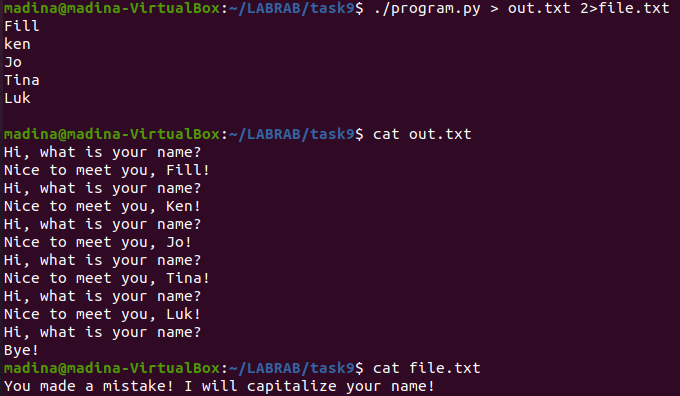 madina@madina-VirtualBox:~/LABRAB/task9$ ./program.py > out.txt 2>file.txt
Fill
ken
Jo
Tina
Luk
madina@madina-VirtualBox:~/LABRAB/task9$ cat out.txt
Hi, what is your name?
Nice to meet you, Fill!
Hi, what is your name?
Nice to meet you, Ken!
Hi, what is your name?
Nice to meet you, Jo!
Hi, what is your name?
Nice to meet you, Tina!
Hi, what is your name?
Nice to meet you, Luk!
Hi, what is your name?
Bye!
madina@madina-VirtualBox:~/LABRAB/task9$ cat file.txt
You made a mistake! I will capitalize your name!